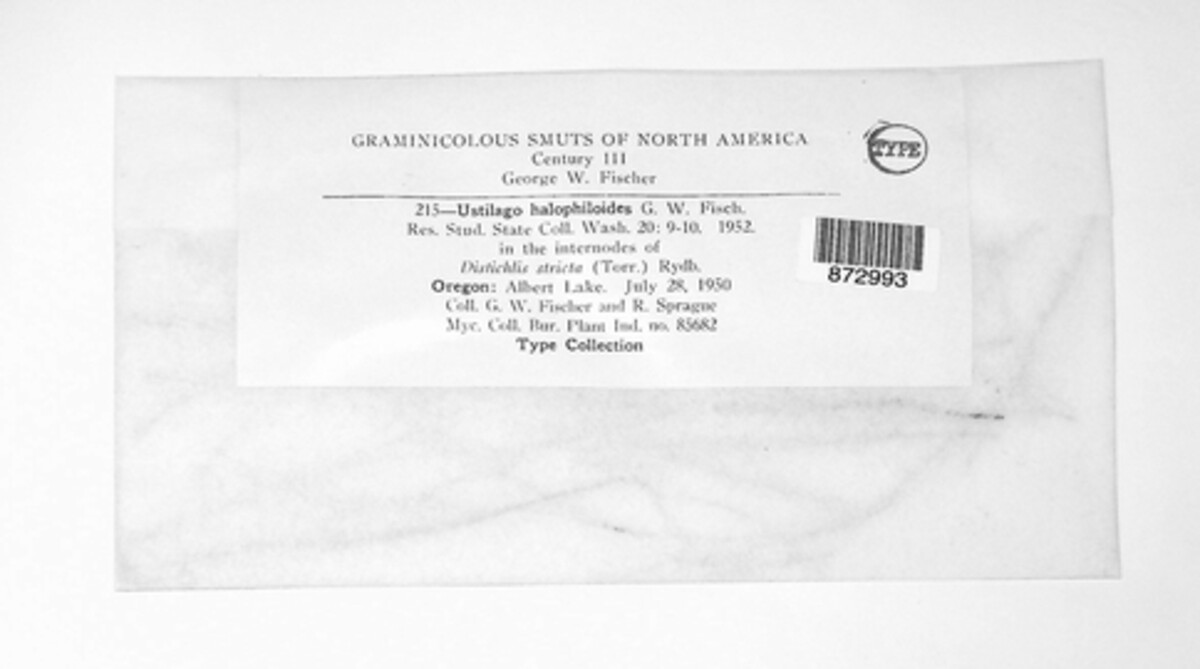 GRAMINICOLOUS SMUTS OF NORTH AMERICA
Century III
George W. Fischer
TYPE
215—Ustilago halophiloides G. W. Fisch.
Res. Stud. State Coll. Wash. 20: 9-10. 1952.
in the internodes of
Distichlis stricta (Torr.) Rydb.
Oregon: Albert Lake. July 28, 1950
Coll. G. W. Fischer and R. Sprague
Myc. Coll. Bur. Plant Ind. no. 85682
Type Collection
872993